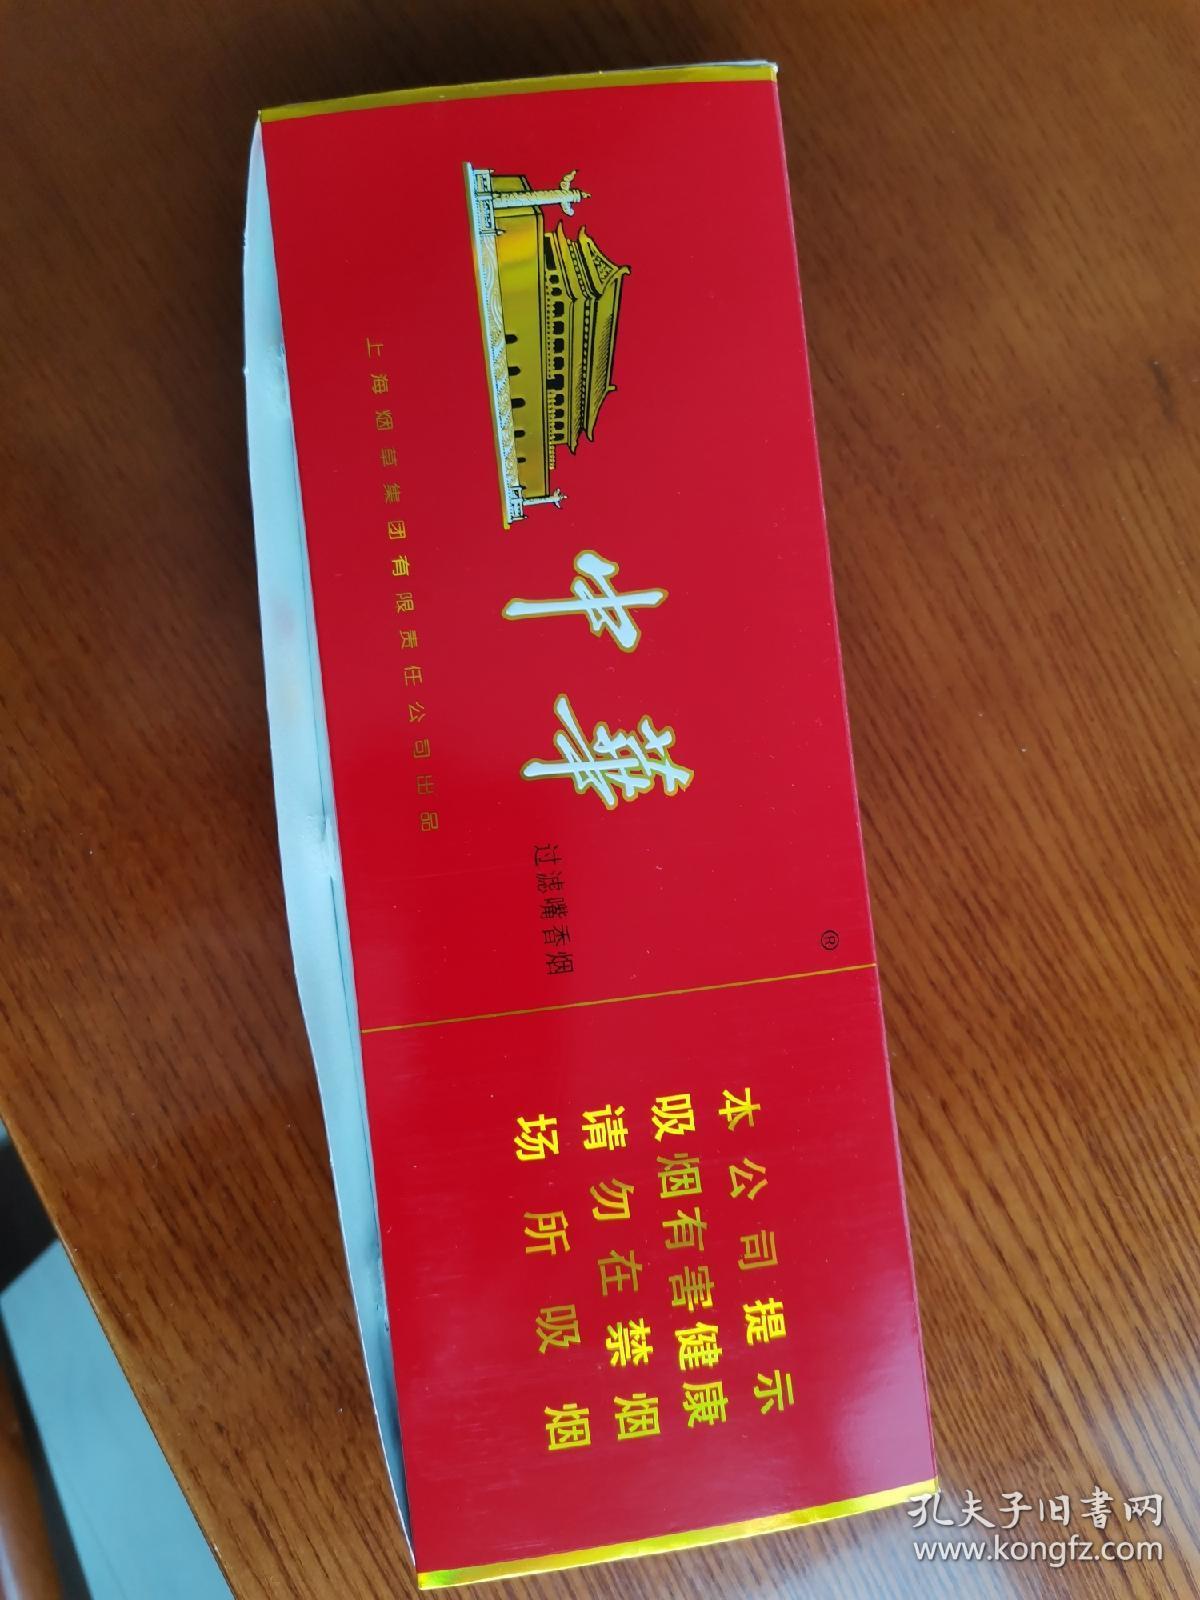 中華
过滤嘴香烟
®
上海烟草集团有限责任公司出品
本公司提示
吸烟有害健康
请勿在禁烟
场所吸烟
孔夫子旧书网
www.kongfz.com